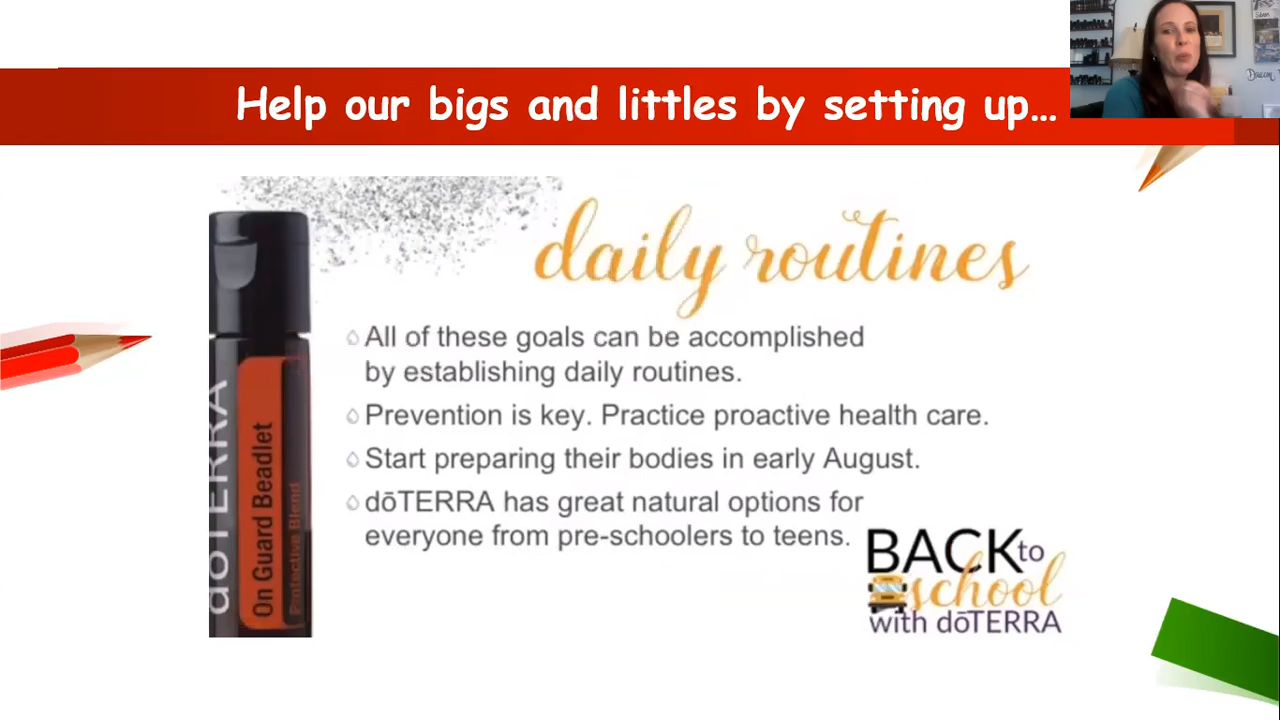 Help our bigs and littles by setting up...
daily routines
All of these goals can be accomplished
by establishing daily routines.
Prevention is key. Practice proactive health care.
Start preparing their bodies in early August.
dōTERRA has great natural options for
everyone from pre-schoolers to teens.
dōTERRA
On Guard Beadlet
Protective Blend
BACK to
school
with dōTERRA